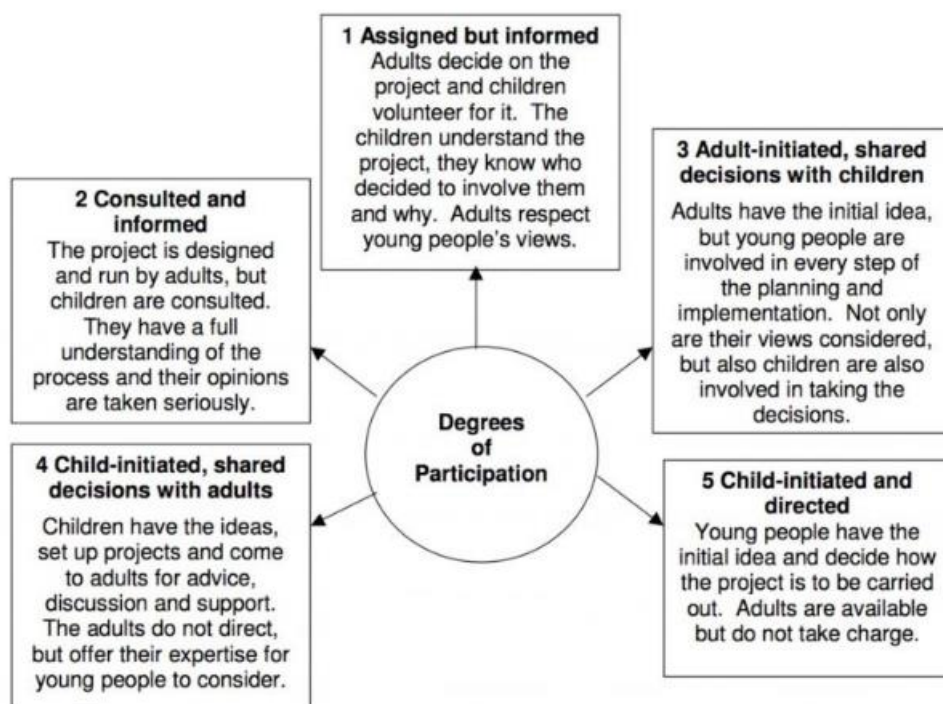 1 Assigned but informed
Adults decide on the
project and children
volunteer for it. The
children understand the
project, they know who
decided to involve them
and why. Adults respect
young people's views.
2 Consulted and
informed
The project is designed
and run by adults, but
children are consulted.
They have a full
understanding of the
process and their opinions
are taken seriously.
3 Adult-initiated, shared
decisions with children
Adults have the initial idea,
but young people are
involved in every step of
the planning and
implementation. Not only
are their views considered,
but also children are also
involved in taking the
decisions.
Degrees
of
Participation
4 Child-initiated, shared
decisions with adults
Children have the ideas,
set up projects and come
to adults for advice,
discussion and support.
The adults do not direct,
but offer their expertise for
young people to consider.
5 Child-initiated and
directed
Young people have the
initial idea and decide how
the project is to be carried
out. Adults are available
but do not take charge.